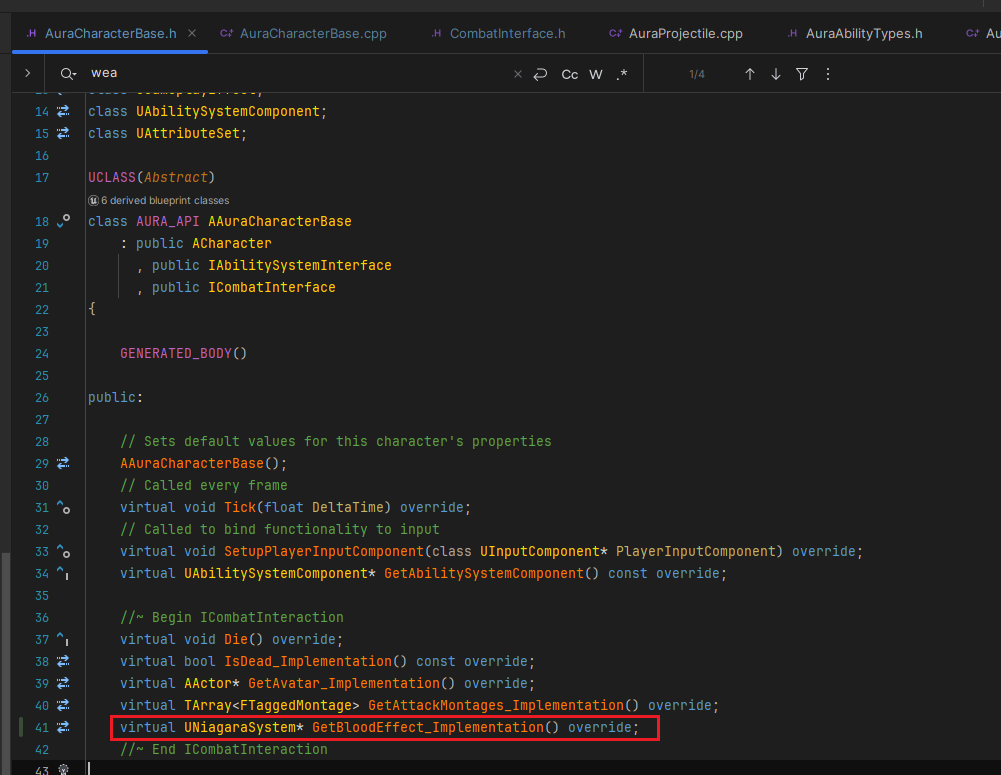 AuraCharacterBase.h
AuraCharacterBase.cpp
CombatInterface.h
AuraProjectile.cpp
AuraAbilityTypes.h
Au
wea
Cc W .*
1/4
14 class UAbilitySystemComponent;
15 class UAttributeSet;
16
17 UCLASS(Abstract)
6 derived blueprint classes
18 class AURA_API AAuraCharacterBase
19 : public ACharacter
20 , public IAbilitySystemInterface
21 , public ICombatInterface
22 {
23
24 GENERATED_BODY()
25
26 public:
27
28 // Sets default values for this character's properties
29 AAuraCharacterBase();
30 // Called every frame
31 virtual void Tick(float DeltaTime) override;
32 // Called to bind functionality to input
33 virtual void SetupPlayerInputComponent(class UInputComponent* PlayerInputComponent) override;
34 virtual UAbilitySystemComponent* GetAbilitySystemComponent() const override;
35
36 //~ Begin ICombatInteraction
37 virtual void Die() override;
38 virtual bool IsDead_Implementation() const override;
39 virtual AActor* GetAvatar_Implementation() override;
40 virtual TArray<FTaggedMontage> GetAttackMontages_Implementation() override;
41 virtual UNiagaraSystem* GetBloodEffect_Implementation() override;
42 //~ End ICombatInteraction
43